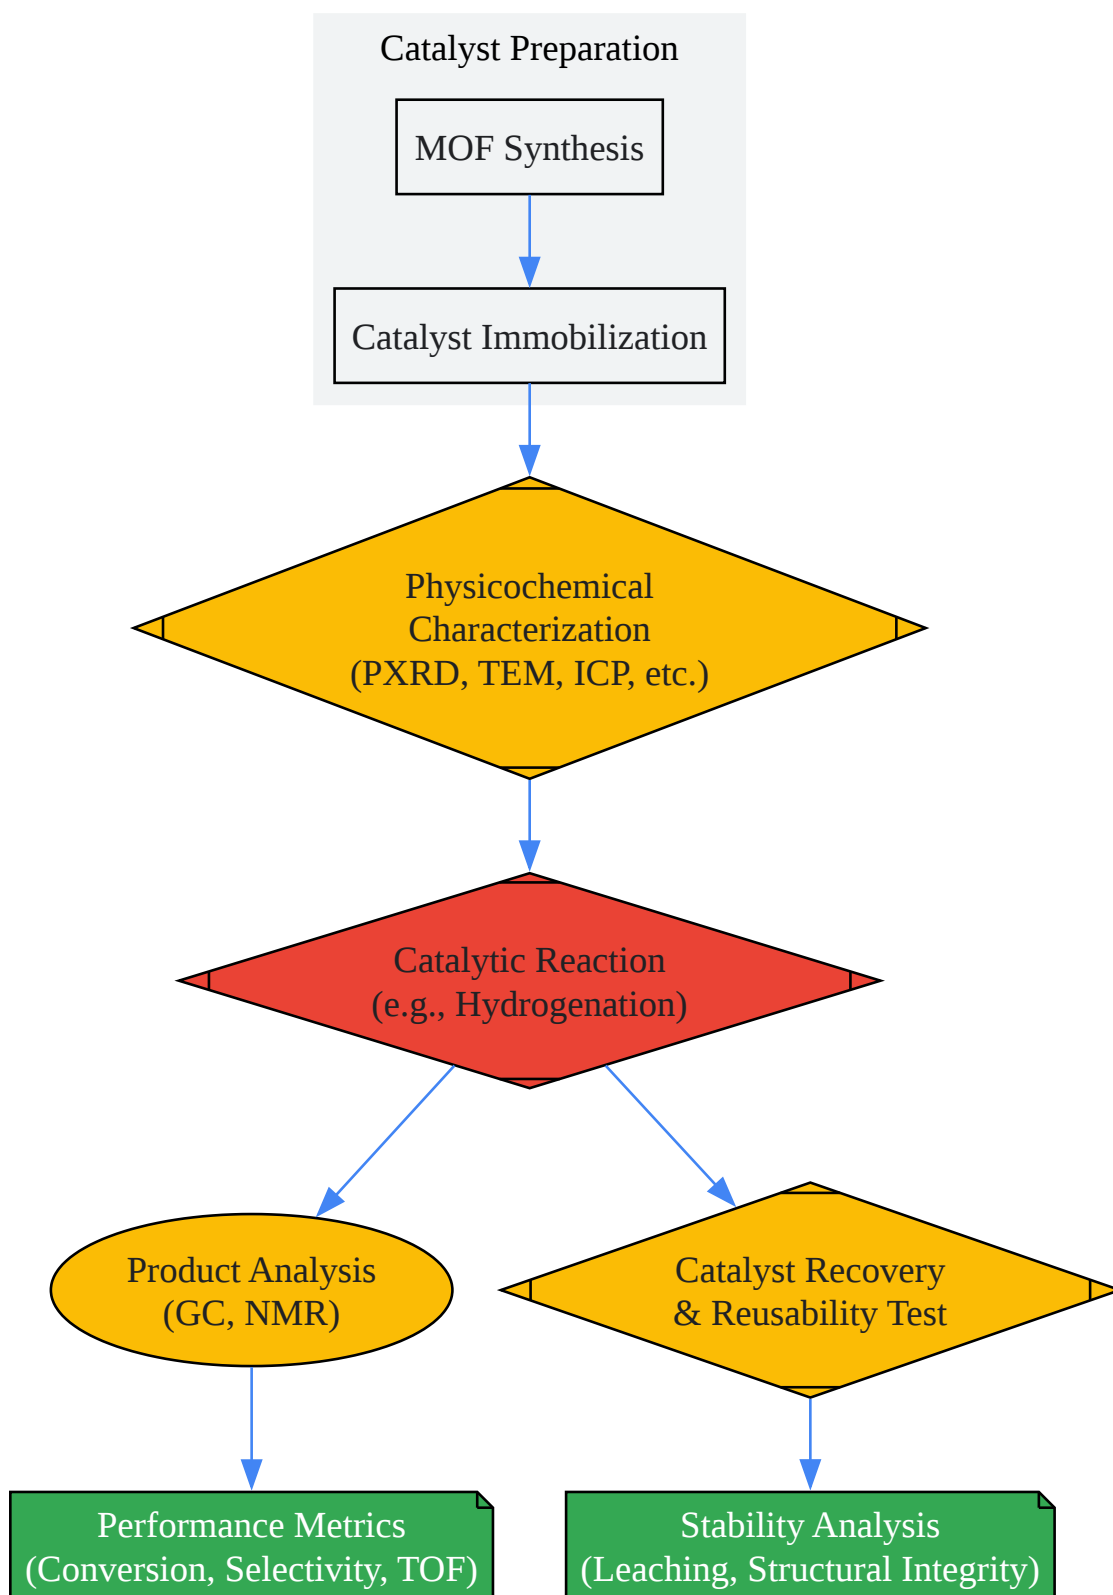 Catalyst Preparation
MOF Synthesis
Catalyst Immobilization
Physicochemical
Characterization
(PXRD, TEM, ICP, etc.)
Catalytic Reaction
(e.g., Hydrogenation)
Product Analysis
(GC, NMR)
Catalyst Recovery
& Reusability Test
Performance Metrics
(Conversion, Selectivity, TOF)
Stability Analysis
(Leaching, Structural Integrity)